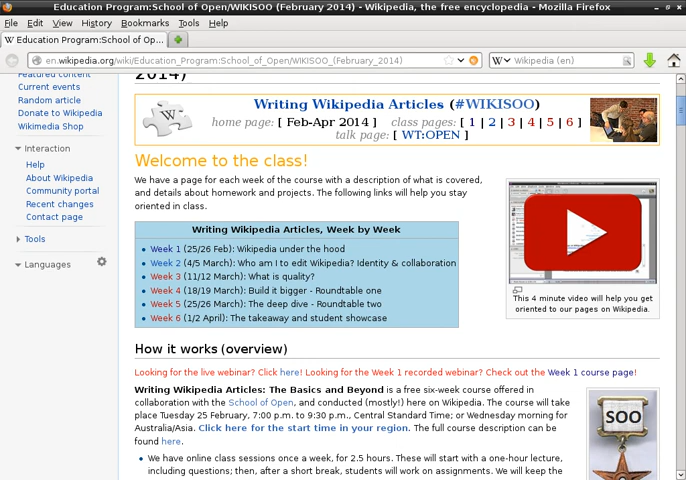 Education Program:School of Open/WIKISOO (February 2014) - Wikipedia, the free encyclopedia - Mozilla Firefox
File Edit View History Bookmarks Tools Help
W Education Program:School of Op...
en.wikipedia.org/wiki/Education_Program:School_of_Open/WIKISOO_(February_2014)
W Wikipedia (en)
Featured content
Current events
Random article
Donate to Wikipedia
Wikimedia Shop
Interaction
Help
About Wikipedia
Community portal
Recent changes
Contact page
Tools
Languages
2014)
W
Writing Wikipedia Articles (#WIKISOO)
home page: [ Feb-Apr 2014 ] class pages: [ 1 | 2 | 3 | 4 | 5 | 6 ]
talk page: [ WT:OPEN ]
Welcome to the class!
We have a page for each week of the course with a description of what is covered,
and details about homework and projects. The following links will help you stay
oriented in class.
Writing Wikipedia Articles, Week by Week
Week 1 (25/26 Feb): Wikipedia under the hood
Week 2 (4/5 March): Who am I to edit Wikipedia? Identity & collaboration
Week 3 (11/12 March): What is quality?
Week 4 (18/19 March): Build it bigger - Roundtable one
Week 5 (25/26 March): The deep dive - Roundtable two
Week 6 (1/2 April): The takeaway and student showcase
This 4 minute video will help you get
oriented to our pages on Wikipedia.
How it works (overview)
Looking for the live webinar? Click here! Looking for the Week 1 recorded webinar? Check out the Week 1 course page!
Writing Wikipedia Articles: The Basics and Beyond is a free six-week course offered in
collaboration with the School of Open, and conducted (mostly!) here on Wikipedia. The course will take
place Tuesday 25 February, 7:00 p.m. to 9:30 p.m., Central Standard Time; or Wednesday morning for
Australia/Asia. Click here for the start time in your region. The full course description can be
found here.
We have online class sessions once a week, for 2.5 hours. These will start with a one-hour lecture,
including questions; then, after a short break, students will work on assignments. We will keep the
SOO